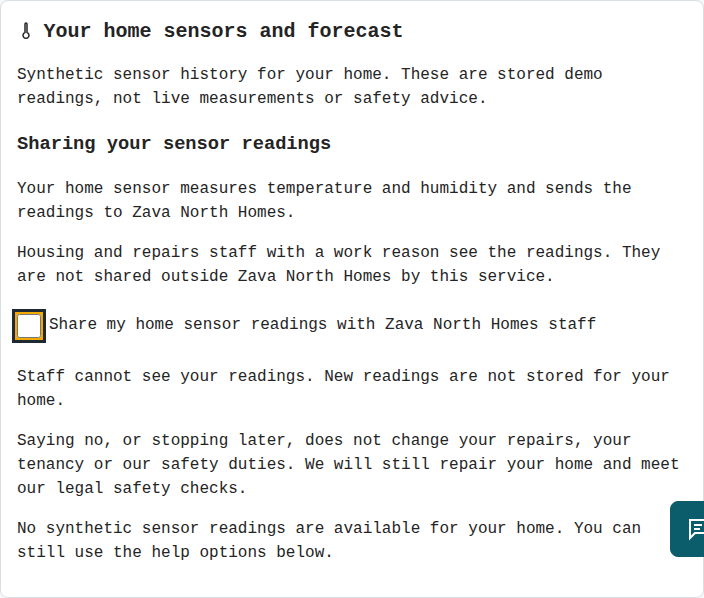 Your home sensors and forecast
Synthetic sensor history for your home. These are stored demo
readings, not live measurements or safety advice.
Sharing your sensor readings
Your home sensor measures temperature and humidity and sends the
readings to Zava North Homes.
Housing and repairs staff with a work reason see the readings. They
are not shared outside Zava North Homes by this service.
Share my home sensor readings with Zava North Homes staff
Staff cannot see your readings. New readings are not stored for your
home.
Saying no, or stopping later, does not change your repairs, your
tenancy or our safety duties. We will still repair your home and meet
our legal safety checks.
No synthetic sensor readings are available for your home. You can
still use the help options below.